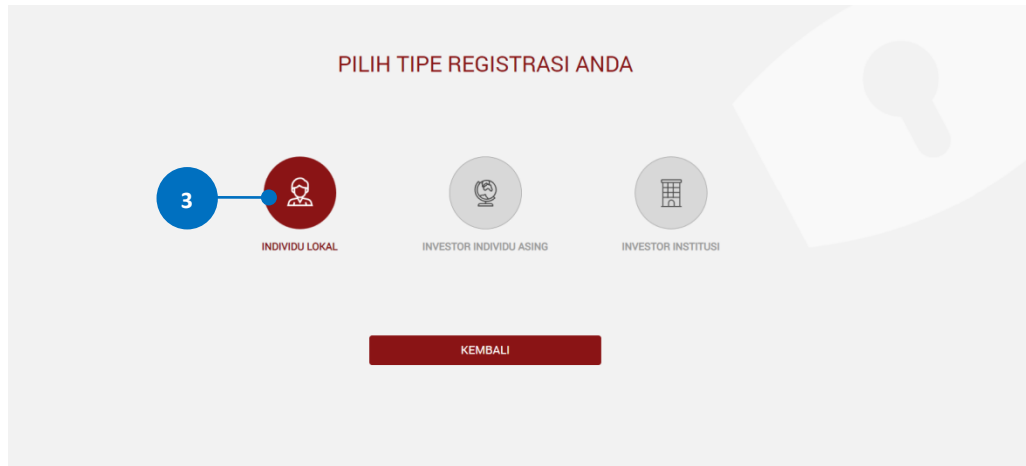 PILIH TIPE REGISTRASI ANDA
3
INDIVIDU LOKAL
INVESTOR INDIVIDU ASING
INVESTOR INSTITUSI
KEMBALI